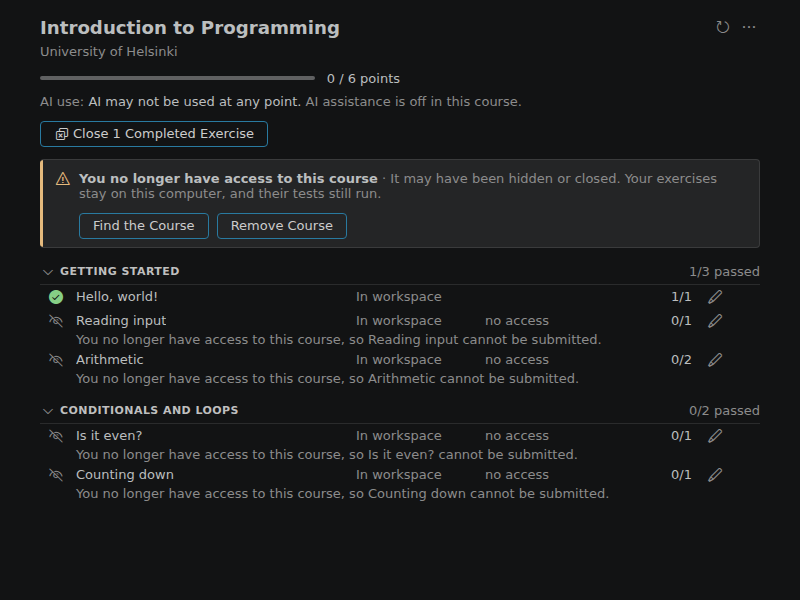 Introduction to Programming
University of Helsinki
0 / 6 points
AI use: AI may not be used at any point. AI assistance is off in this course.
Close 1 Completed Exercise
You no longer have access to this course · It may have been hidden or closed. Your exercises
stay on this computer, and their tests still run.
Find the Course Remove Course
GETTING STARTED 1/3 passed
Hello, world! In workspace 1/1
Reading input In workspace no access 0/1
You no longer have access to this course, so Reading input cannot be submitted.
Arithmetic In workspace no access 0/2
You no longer have access to this course, so Arithmetic cannot be submitted.
CONDITIONALS AND LOOPS 0/2 passed
Is it even? In workspace no access 0/1
You no longer have access to this course, so Is it even? cannot be submitted.
Counting down In workspace no access 0/1
You no longer have access to this course, so Counting down cannot be submitted.